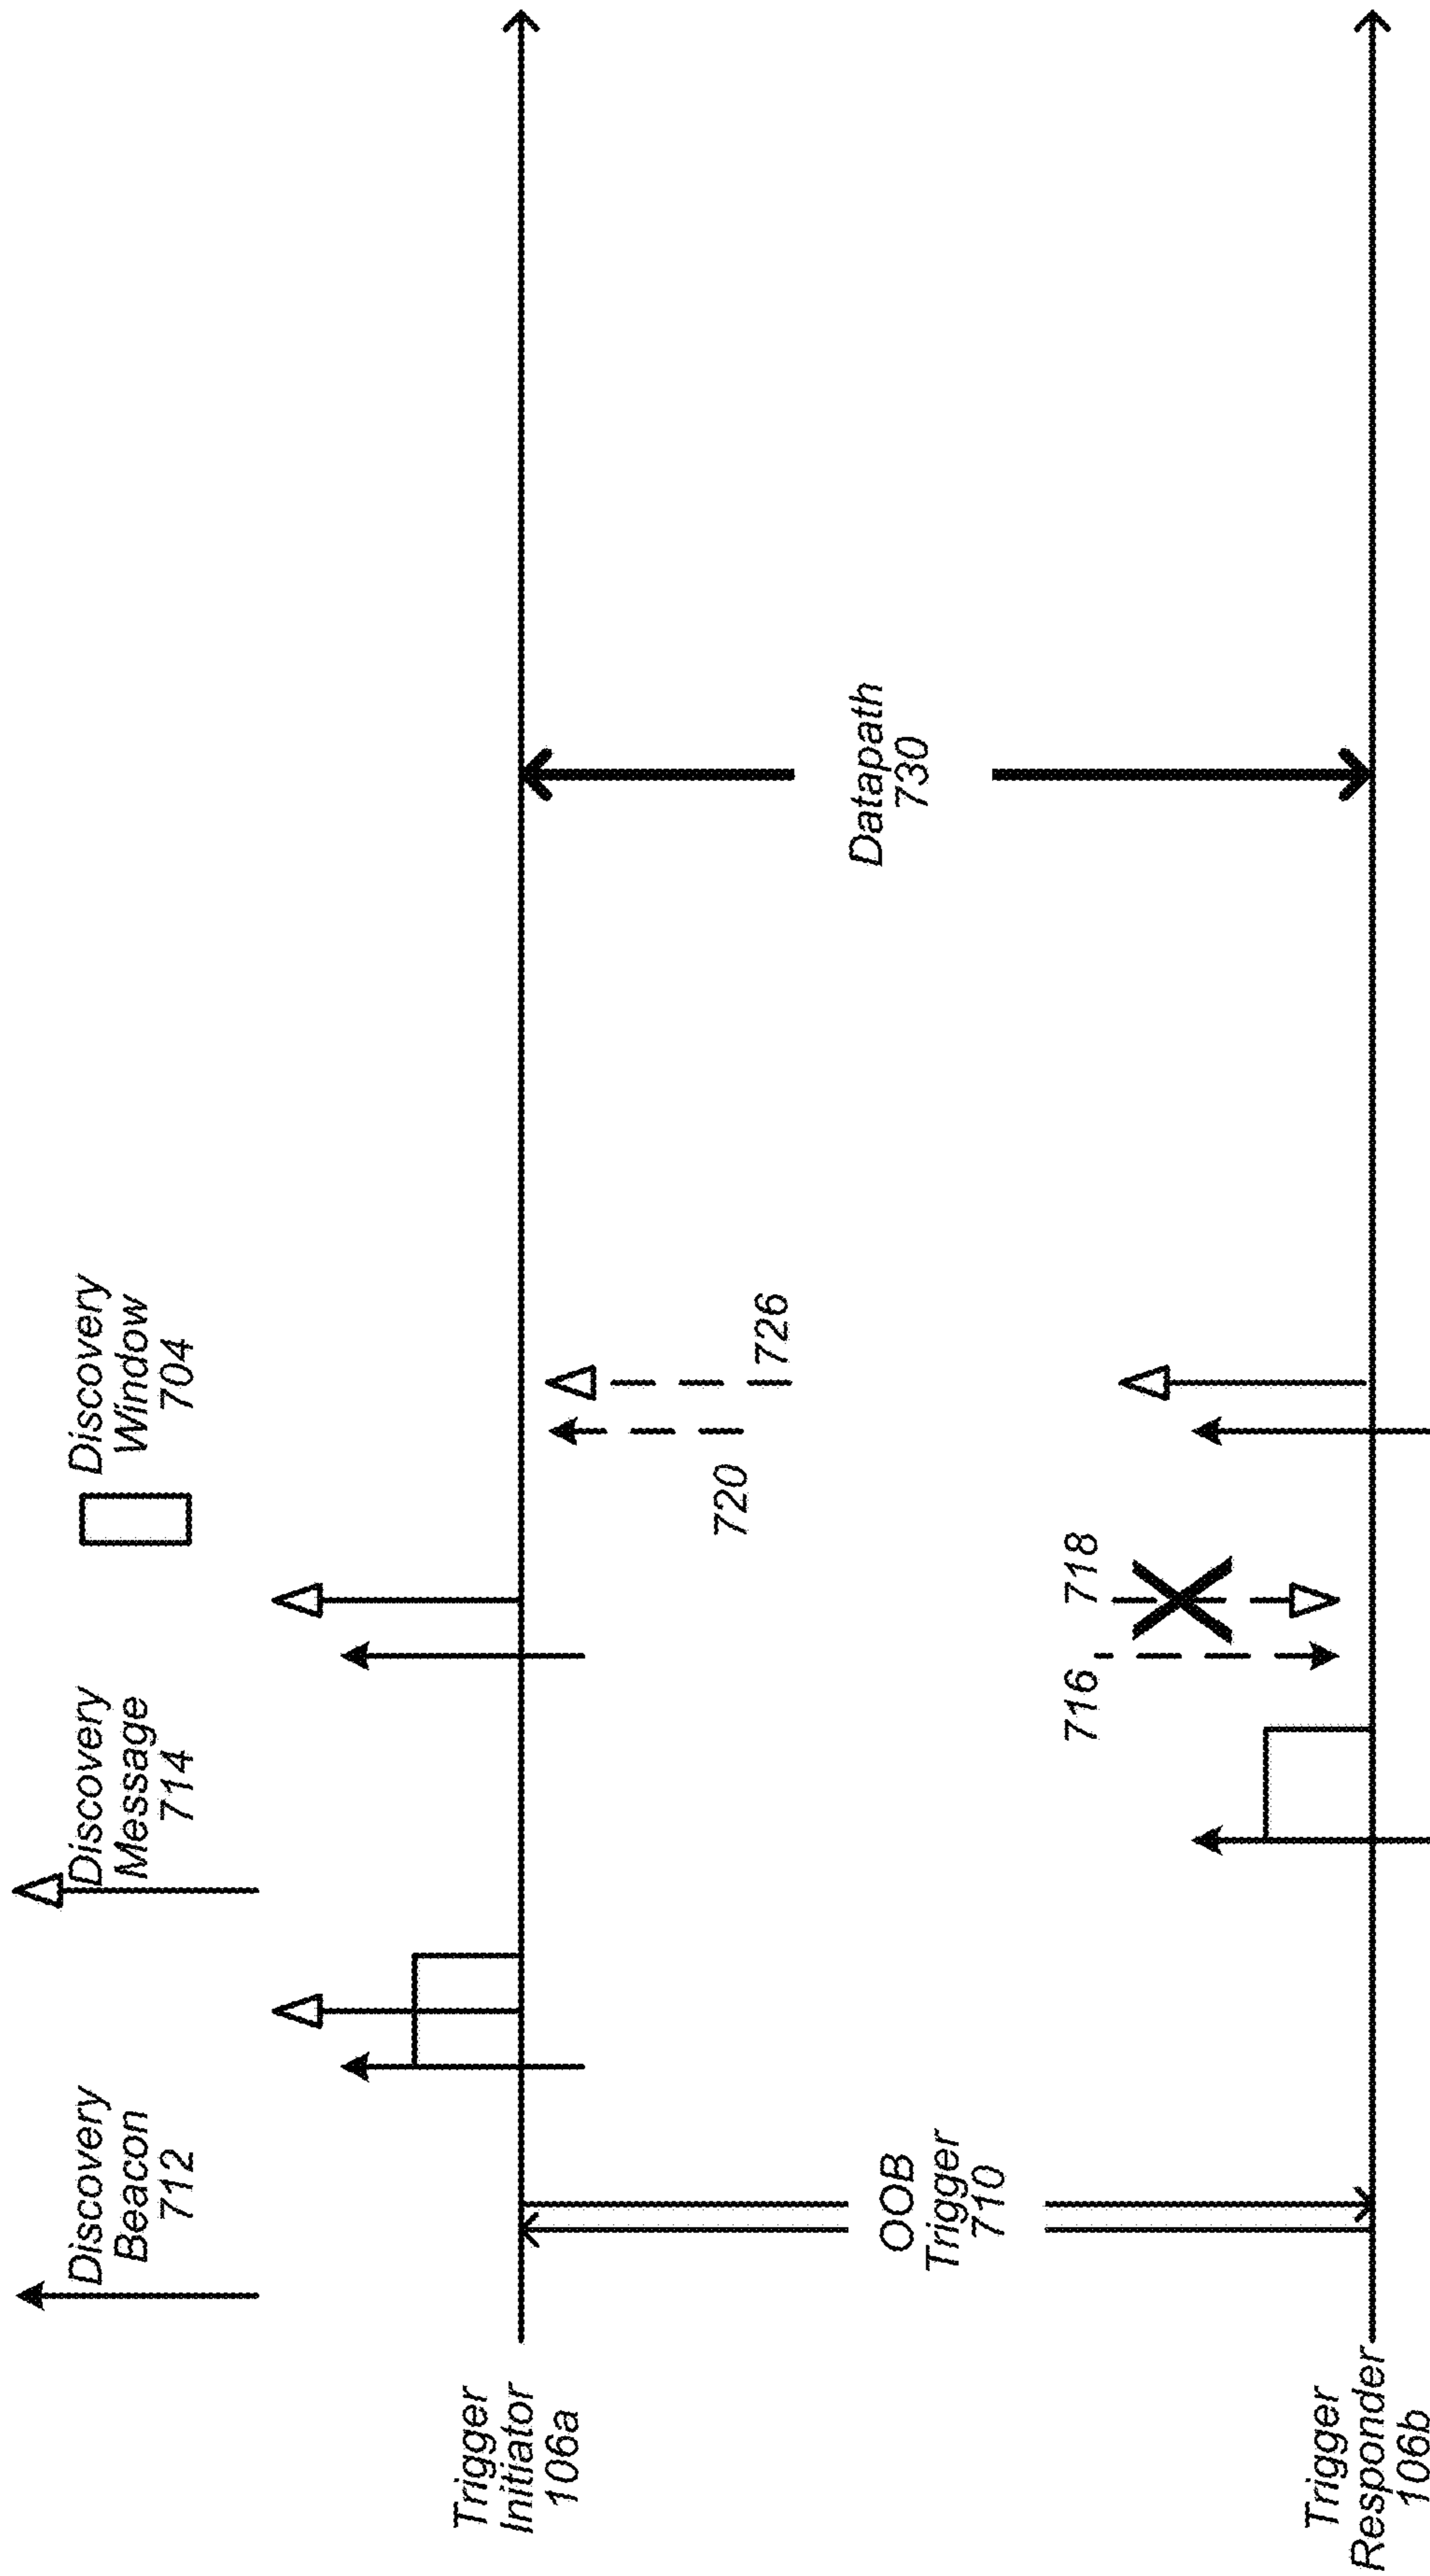 Discovery
Beacon
712
Discovery
Message
714
Discovery
Window
704
Trigger
Initiator
106a
OOB
Trigger
710
720
726
Datapath
730
716
718
Trigger
Responder
106b